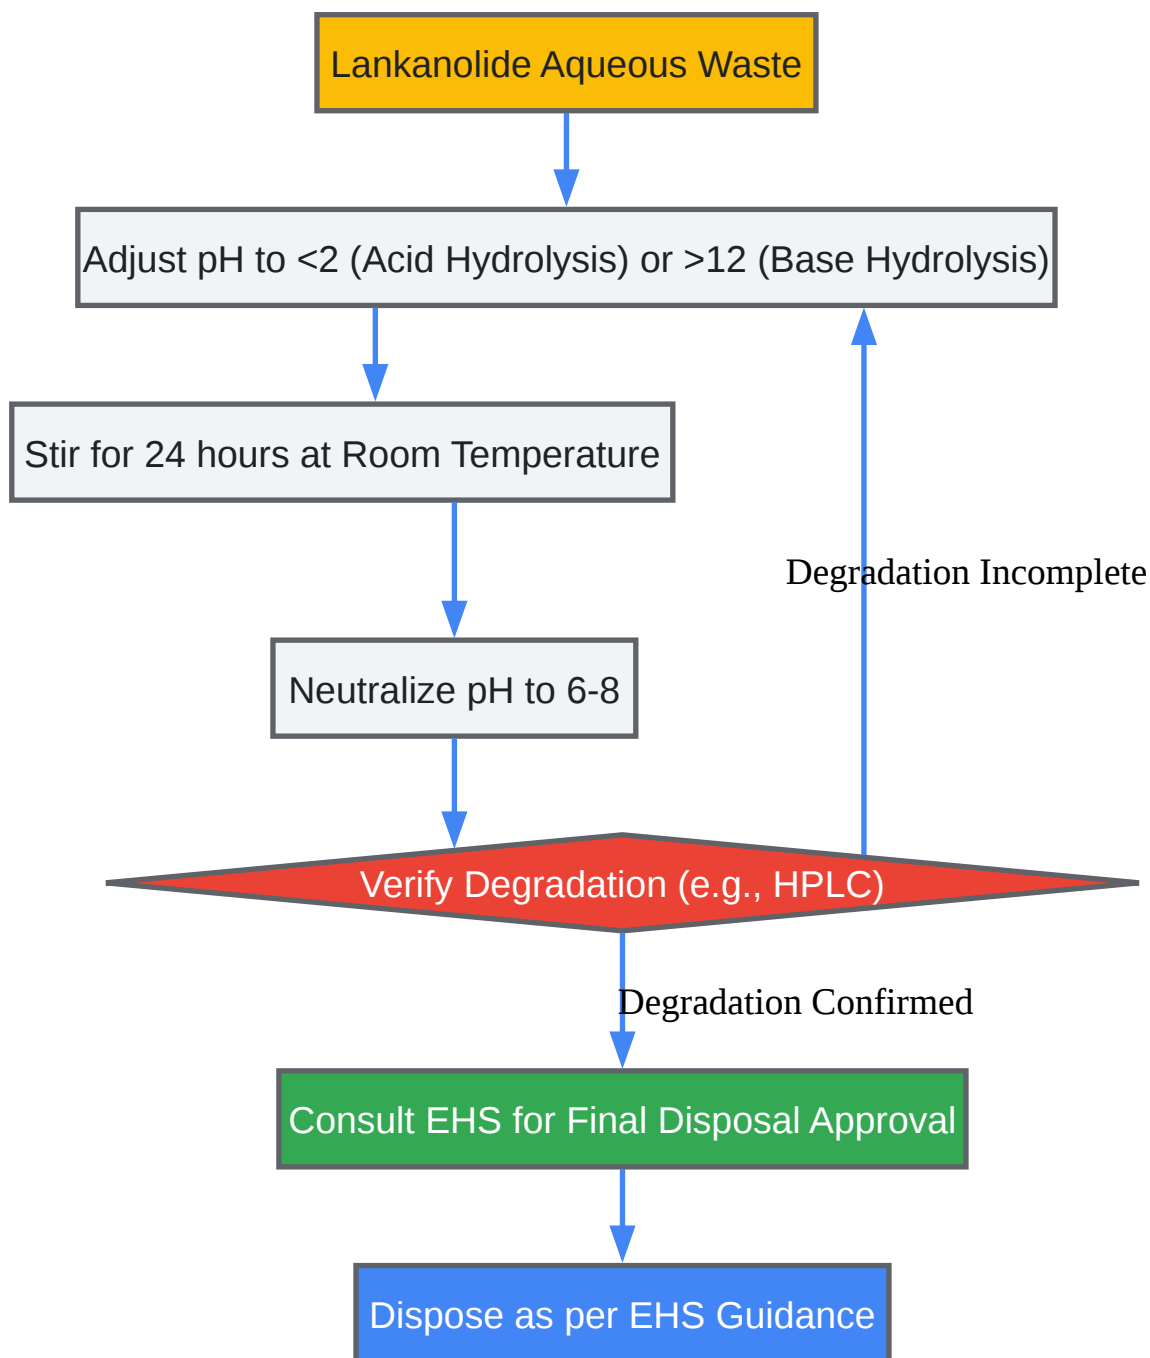 Lankanolide Aqueous Waste
Adjust pH to <2 (Acid Hydrolysis) or >12 (Base Hydrolysis)
Stir for 24 hours at Room Temperature
Degradation Incomplete
Neutralize pH to 6-8
Verify Degradation (e.g., HPLC)
Degradation Confirmed
Consult EHS for Final Disposal Approval
Dispose as per EHS Guidance